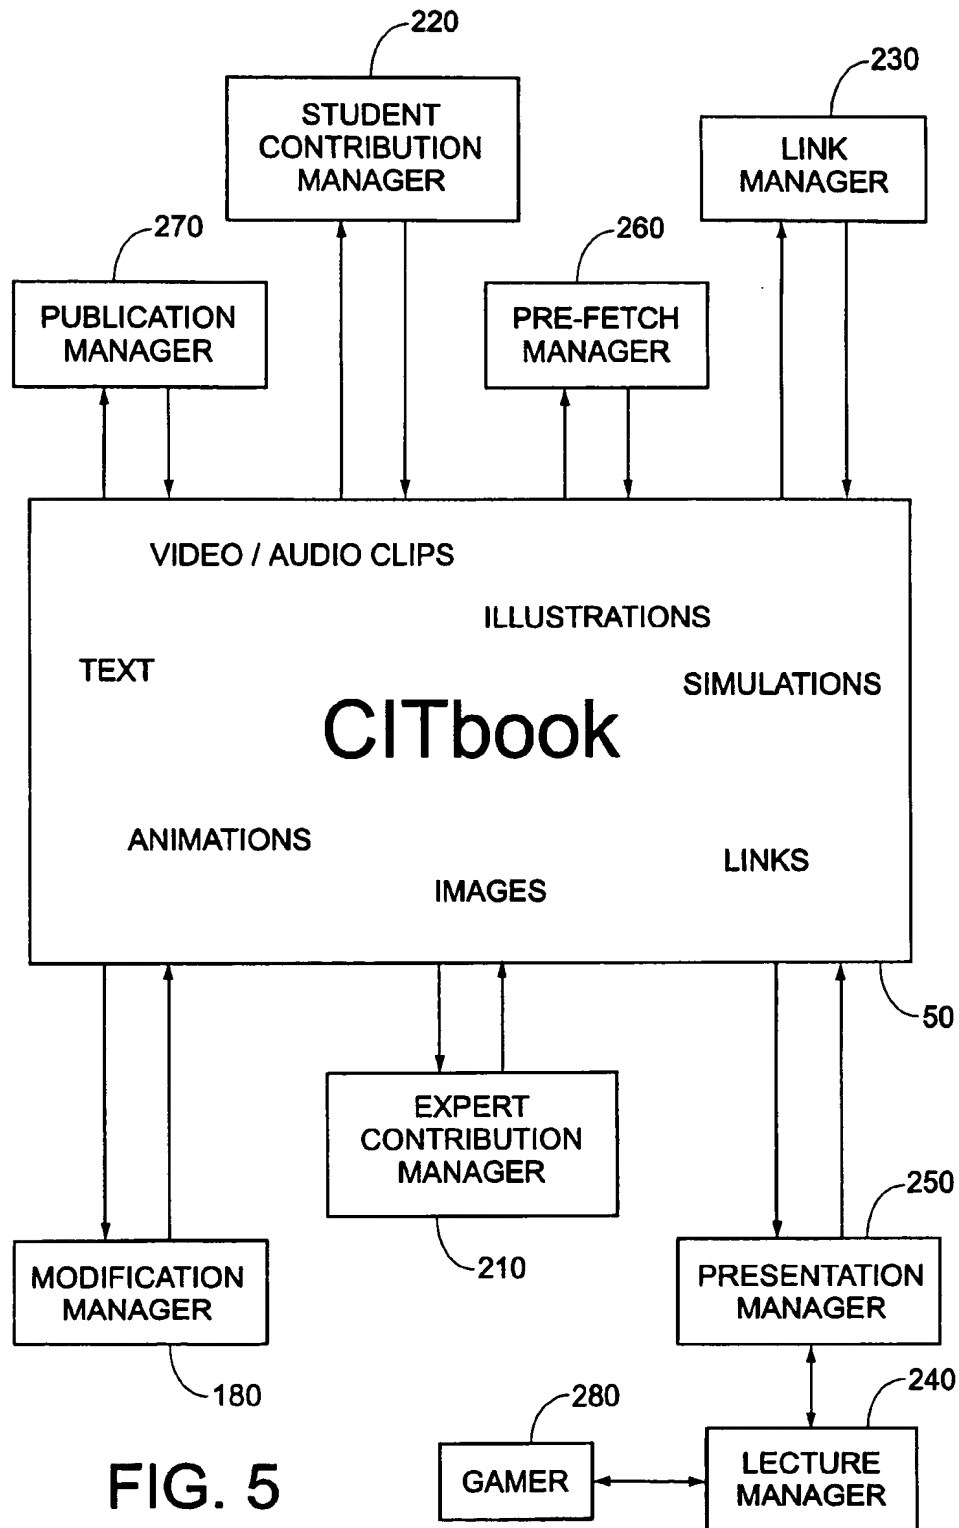 220
STUDENT
CONTRIBUTION
MANAGER
230
LINK
MANAGER
270
PUBLICATION
MANAGER
260
PRE-FETCH
MANAGER
VIDEO / AUDIO CLIPS
ILLUSTRATIONS
TEXT
SIMULATIONS
CITbook
ANIMATIONS
LINKS
IMAGES
50
EXPERT
CONTRIBUTION
MANAGER
210
250
MODIFICATION
MANAGER
180
PRESENTATION
MANAGER
280
GAMER
240
LECTURE
MANAGER
FIG. 5